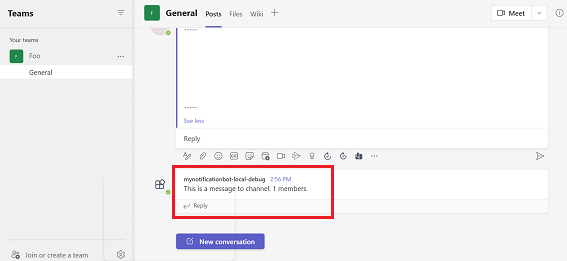 Teams
Your teams
F
Foo
...
General
Join or create a team
F
General
Posts
Files
Wiki
Meet
-----
-----
See less
Reply
GIF
...
mynotificationbot-local-debug 2:56 PM
This is a message to channel: 1 members.
Reply
New conversation